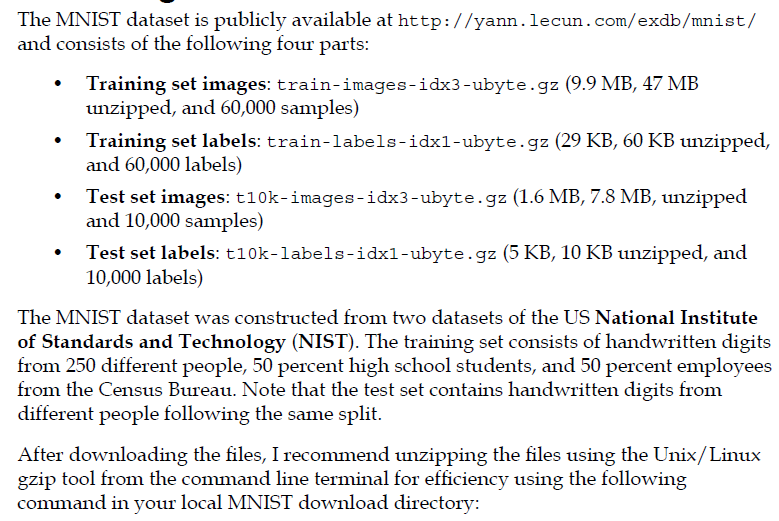 The MNIST dataset is publicly available at http://yann.lecun.com/exdb/mnist/
and consists of the following four parts:
• Training set images: train-images-idx3-ubyte.gz (9.9 MB, 47 MB
unzipped, and 60,000 samples)
• Training set labels: train-labels-idx1-ubyte.gz (29 KB, 60 KB unzipped,
and 60,000 labels)
• Test set images: t10k-images-idx3-ubyte.gz (1.6 MB, 7.8 MB, unzipped
and 10,000 samples)
• Test set labels: t10k-labels-idx1-ubyte.gz (5 KB, 10 KB unzipped, and
10,000 labels)
The MNIST dataset was constructed from two datasets of the US National Institute
of Standards and Technology (NIST). The training set consists of handwritten digits
from 250 different people, 50 percent high school students, and 50 percent employees
from the Census Bureau. Note that the test set contains handwritten digits from
different people following the same split.
After downloading the files, I recommend unzipping the files using the Unix/Linux
gzip tool from the command line terminal for efficiency using the following
command in your local MNIST download directory: